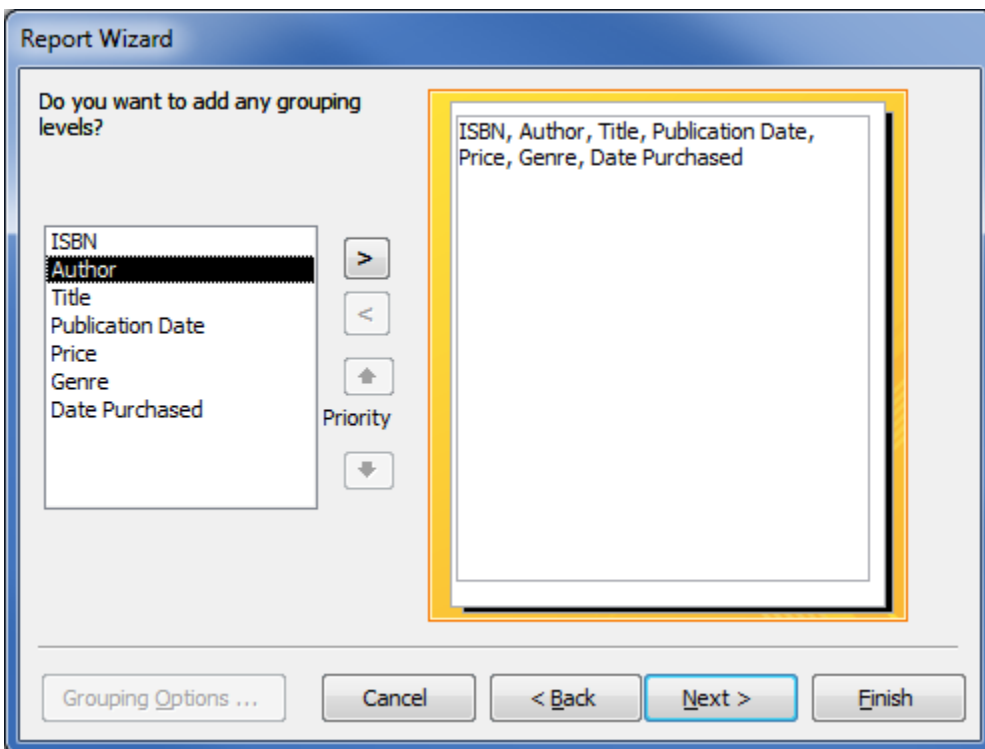 Report Wizard
Do you want to add any grouping
levels?
ISBN
Author
Title
Publication Date
Price
Genre
Date Purchased
>
<
Priority
ISBN, Author, Title, Publication Date,
Price, Genre, Date Purchased
Grouping Options ...
Cancel
< Back
Next >
Finish